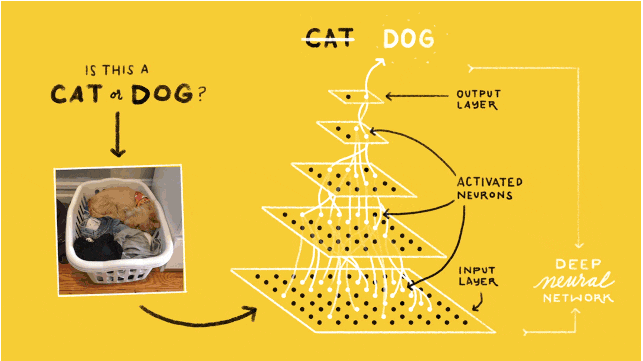 CAT DOG
IS THIS A
CAT or DOG?
OUTPUT
LAYER
ACTIVATED
NEURONS
INPUT
LAYER
DEEP
neural
NETWORK